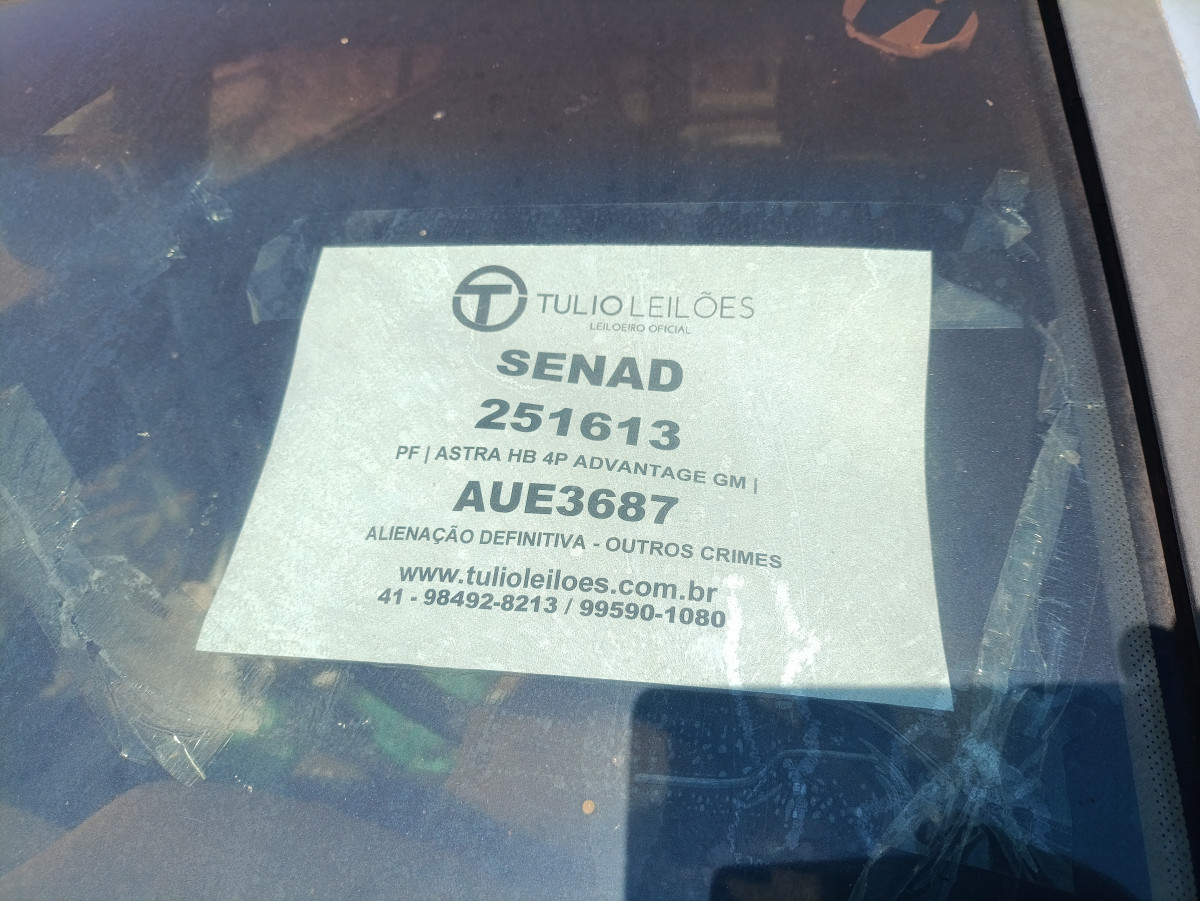 TULIO LEILÕES
LEILOEIRO OFICIAL
SENAD
251613
PF | ASTRA HB 4P ADVANTAGE GM |
AUE3687
ALIENAÇÃO DEFINITIVA - OUTROS CRIMES
www.tulioleiloes.com.br
41 - 98492-8213 / 99590-1080